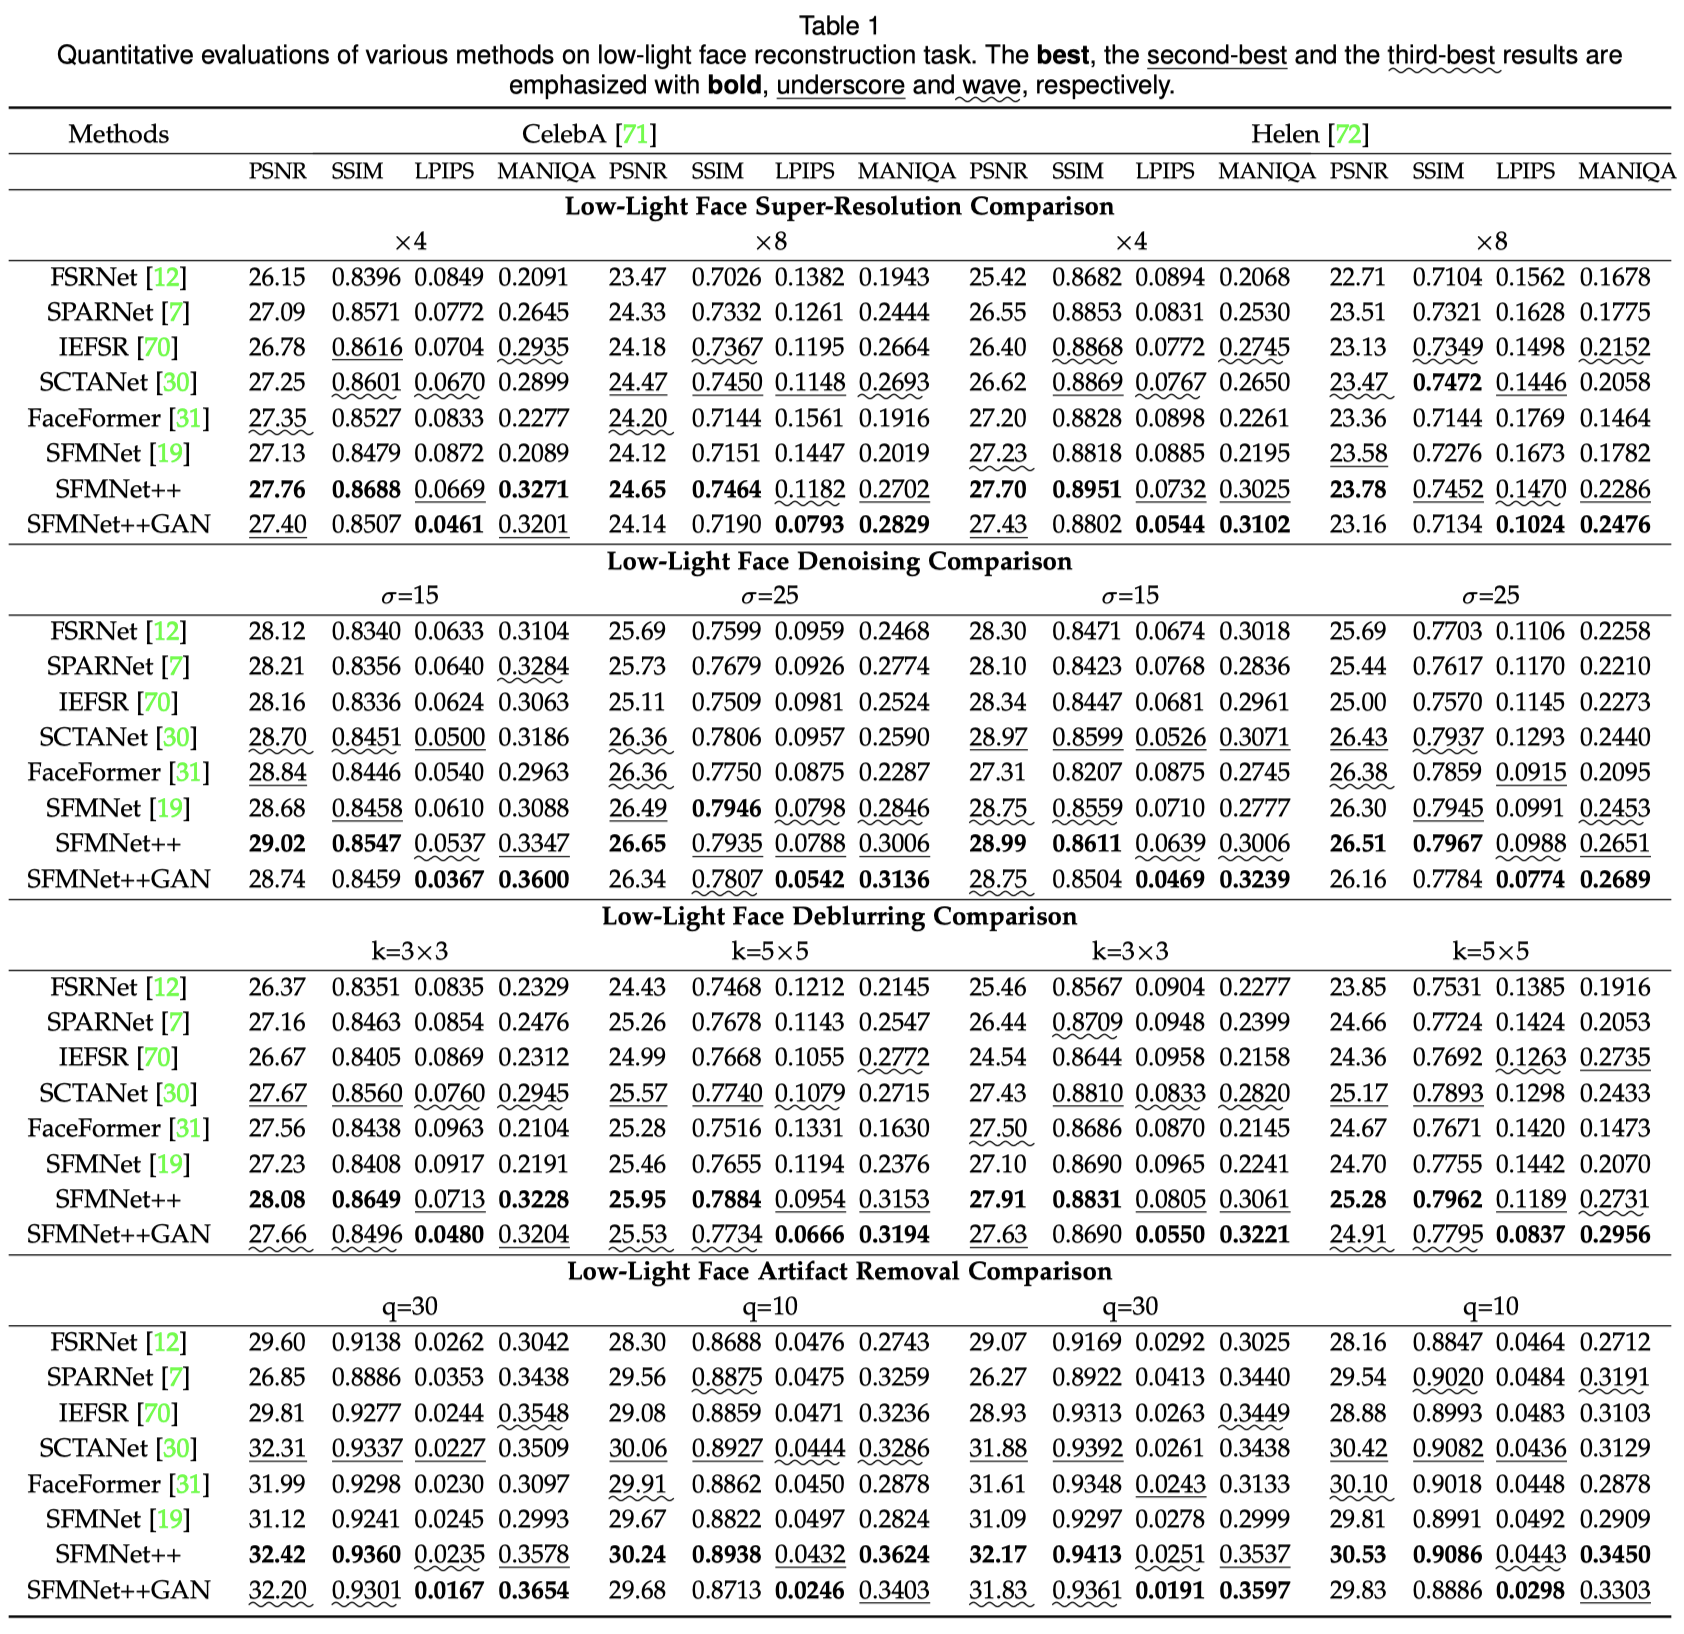 Table 1
Quantitative evaluations of various methods on low-light face reconstruction task. The best, the second-best and the third-best results are
emphasized with bold, underscore and wave, respectively.
Methods CelebA [71] Helen [72]
PSNR SSIM LPIPS MANIQA PSNR SSIM LPIPS MANIQA PSNR SSIM LPIPS MANIQA PSNR SSIM LPIPS MANIQA
Low-Light Face Super-Resolution Comparison
×4 ×8 ×4 ×8
FSRNet [12] 26.15 0.8396 0.0849 0.2091 23.47 0.7026 0.1382 0.1943 25.42 0.8682 0.0894 0.2068 22.71 0.7104 0.1562 0.1678
SPARNet [7] 27.09 0.8571 0.0772 0.2645 24.33 0.7332 0.1261 0.2444 26.55 0.8853 0.0831 0.2530 23.51 0.7321 0.1628 0.1775
IEFSR [70] 26.78 0.8616 0.0704 0.2935 24.18 0.7367 0.1195 0.2664 26.40 0.8868 0.0772 0.2745 23.13 0.7349 0.1498 0.2152
SCTANet [30] 27.25 0.8601 0.0670 0.2899 24.47 0.7450 0.1148 0.2693 26.62 0.8869 0.0767 0.2650 23.47 0.7472 0.1446 0.2058
FaceFormer [31] 27.35 0.8527 0.0833 0.2277 24.20 0.7144 0.1561 0.1916 27.20 0.8828 0.0898 0.2261 23.36 0.7144 0.1769 0.1464
SFMNet [19] 27.13 0.8479 0.0872 0.2089 24.12 0.7151 0.1447 0.2019 27.23 0.8818 0.0885 0.2195 23.58 0.7276 0.1673 0.1782
SFMNet++ 27.76 0.8688 0.0669 0.3271 24.65 0.7464 0.1182 0.2702 27.70 0.8951 0.0732 0.3025 23.78 0.7452 0.1470 0.2286
SFMNet++GAN 27.40 0.8507 0.0461 0.3201 24.14 0.7190 0.0793 0.2829 27.43 0.8802 0.0544 0.3102 23.16 0.7134 0.1024 0.2476
Low-Light Face Denoising Comparison
σ=15 σ=25 σ=15 σ=25
FSRNet [12] 28.12 0.8340 0.0633 0.3104 25.69 0.7599 0.0959 0.2468 28.30 0.8471 0.0674 0.3018 25.69 0.7703 0.1106 0.2258
SPARNet [7] 28.21 0.8356 0.0640 0.3284 25.73 0.7679 0.0926 0.2774 28.10 0.8423 0.0768 0.2836 25.44 0.7617 0.1170 0.2210
IEFSR [70] 28.16 0.8336 0.0624 0.3063 25.11 0.7509 0.0981 0.2524 28.34 0.8447 0.0681 0.2961 25.00 0.7570 0.1145 0.2273
SCTANet [30] 28.70 0.8451 0.0500 0.3186 26.36 0.7806 0.0957 0.2590 28.97 0.8599 0.0526 0.3071 26.43 0.7937 0.1293 0.2440
FaceFormer [31] 28.84 0.8446 0.0540 0.2963 26.36 0.7750 0.0875 0.2287 27.31 0.8207 0.0875 0.2745 26.38 0.7859 0.0915 0.2095
SFMNet [19] 28.68 0.8458 0.0610 0.3088 26.49 0.7946 0.0798 0.2846 28.75 0.8559 0.0710 0.2777 26.30 0.7945 0.0991 0.2453
SFMNet++ 29.02 0.8547 0.0537 0.3347 26.65 0.7935 0.0788 0.3006 28.99 0.8611 0.0639 0.3006 26.51 0.7967 0.0988 0.2651
SFMNet++GAN 28.74 0.8459 0.0367 0.3600 26.34 0.7807 0.0542 0.3136 28.75 0.8504 0.0469 0.3239 26.16 0.7784 0.0774 0.2689
Low-Light Face Deblurring Comparison
k=3×3 k=5×5 k=3×3 k=5×5
FSRNet [12] 26.37 0.8351 0.0835 0.2329 24.43 0.7468 0.1212 0.2145 25.46 0.8567 0.0904 0.2277 23.85 0.7531 0.1385 0.1916
SPARNet [7] 27.16 0.8463 0.0854 0.2476 25.26 0.7678 0.1143 0.2547 26.44 0.8709 0.0948 0.2399 24.66 0.7724 0.1424 0.2053
IEFSR [70] 26.67 0.8405 0.0869 0.2312 24.99 0.7668 0.1055 0.2772 24.54 0.8644 0.0958 0.2158 24.36 0.7692 0.1263 0.2735
SCTANet [30] 27.67 0.8560 0.0760 0.2945 25.57 0.7740 0.1079 0.2715 27.43 0.8810 0.0833 0.2820 25.17 0.7893 0.1298 0.2433
FaceFormer [31] 27.56 0.8438 0.0963 0.2104 25.28 0.7516 0.1331 0.1630 27.50 0.8686 0.0870 0.2145 24.67 0.7671 0.1420 0.1473
SFMNet [19] 27.23 0.8408 0.0917 0.2191 25.46 0.7655 0.1194 0.2376 27.10 0.8690 0.0965 0.2241 24.70 0.7755 0.1442 0.2070
SFMNet++ 28.08 0.8649 0.0713 0.3228 25.95 0.7884 0.0954 0.3153 27.91 0.8831 0.0805 0.3061 25.28 0.7962 0.1189 0.2731
SFMNet++GAN 27.66 0.8496 0.0480 0.3204 25.53 0.7734 0.0666 0.3194 27.63 0.8690 0.0550 0.3221 24.91 0.7795 0.0837 0.2956
Low-Light Face Artifact Removal Comparison
q=30 q=10 q=30 q=10
FSRNet [12] 29.60 0.9138 0.0262 0.3042 28.30 0.8688 0.0476 0.2743 29.07 0.9169 0.0292 0.3025 28.16 0.8847 0.0464 0.2712
SPARNet [7] 26.85 0.8886 0.0353 0.3438 29.56 0.8875 0.0475 0.3259 26.27 0.8922 0.0413 0.3440 29.54 0.9020 0.0484 0.3191
IEFSR [70] 29.81 0.9277 0.0244 0.3548 29.08 0.8859 0.0471 0.3236 28.93 0.9313 0.0263 0.3449 28.88 0.8993 0.0483 0.3103
SCTANet [30] 32.31 0.9337 0.0227 0.3509 30.06 0.8927 0.0444 0.3286 31.88 0.9392 0.0261 0.3438 30.42 0.9082 0.0436 0.3129
FaceFormer [31] 31.99 0.9298 0.0230 0.3097 29.91 0.8862 0.0450 0.2878 31.61 0.9348 0.0243 0.3133 30.10 0.9018 0.0448 0.2878
SFMNet [19] 31.12 0.9241 0.0245 0.2993 29.67 0.8822 0.0497 0.2824 31.09 0.9297 0.0278 0.2999 29.81 0.8991 0.0492 0.2909
SFMNet++ 32.42 0.9360 0.0235 0.3578 30.24 0.8938 0.0432 0.3624 32.17 0.9413 0.0251 0.3537 30.53 0.9086 0.0443 0.3450
SFMNet++GAN 32.20 0.9301 0.0167 0.3654 29.68 0.8713 0.0246 0.3403 31.83 0.9361 0.0191 0.3597 29.83 0.8886 0.0298 0.3303